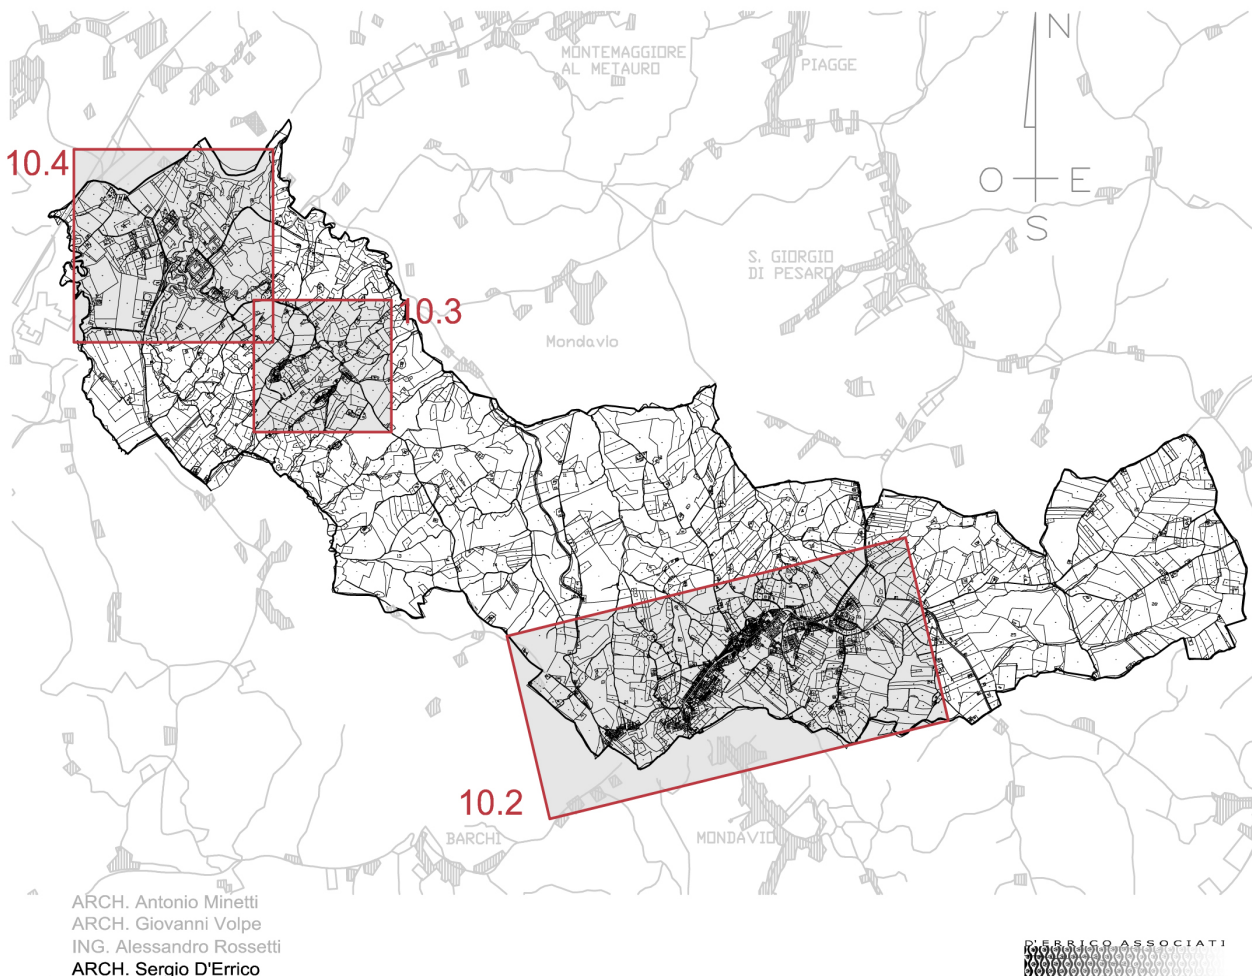 N
MONTEMAGGIORE
AL METAURO
PIAGGE
10.4
O
E
S
S. GIORGIO
DI PESARO
10.3
Mondavio
10.2
BARCHI
MONDAVIO
ARCH. Antonio Minetti
ARCH. Giovanni Volpe
ING. Alessandro Rossetti
ARCH. Sergio D'Errico
D'ERRICO ASSOCIATI